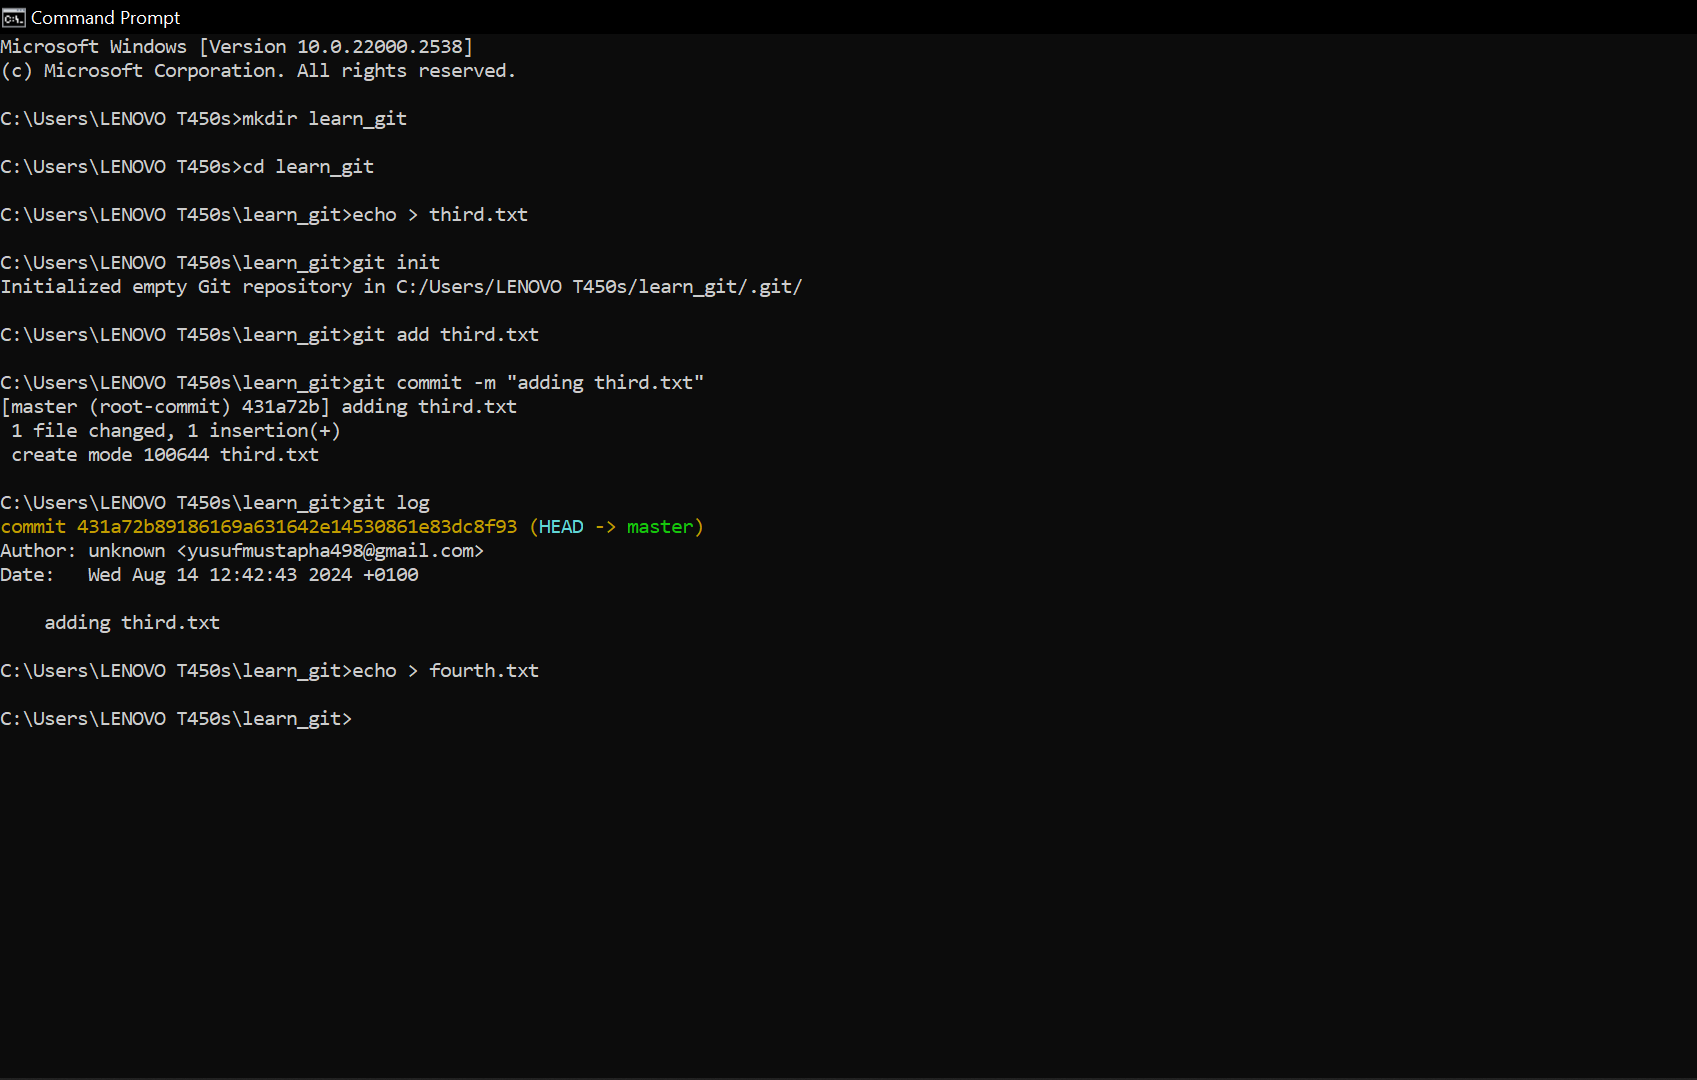 Command Prompt
Microsoft Windows [Version 10.0.22000.2538]
(c) Microsoft Corporation. All rights reserved.
C:\Users\LENOVO T450s>mkdir learn_git
C:\Users\LENOVO T450s>cd learn_git
C:\Users\LENOVO T450s\learn_git>echo > third.txt
C:\Users\LENOVO T450s\learn_git>git init
Initialized empty Git repository in C:/Users/LENOVO T450s/learn_git/.git/
C:\Users\LENOVO T450s\learn_git>git add third.txt
C:\Users\LENOVO T450s\learn_git>git commit -m "adding third.txt"
[master (root-commit) 431a72b] adding third.txt
 1 file changed, 1 insertion(+)
 create mode 100644 third.txt
C:\Users\LENOVO T450s\learn_git>git log
commit 431a72b89186169a631642e14530861e83dc8f93 (HEAD -> master)
Author: unknown <yusufmustapha498@gmail.com>
Date:   Wed Aug 14 12:42:43 2024 +0100
    adding third.txt
C:\Users\LENOVO T450s\learn_git>echo > fourth.txt
C:\Users\LENOVO T450s\learn_git>